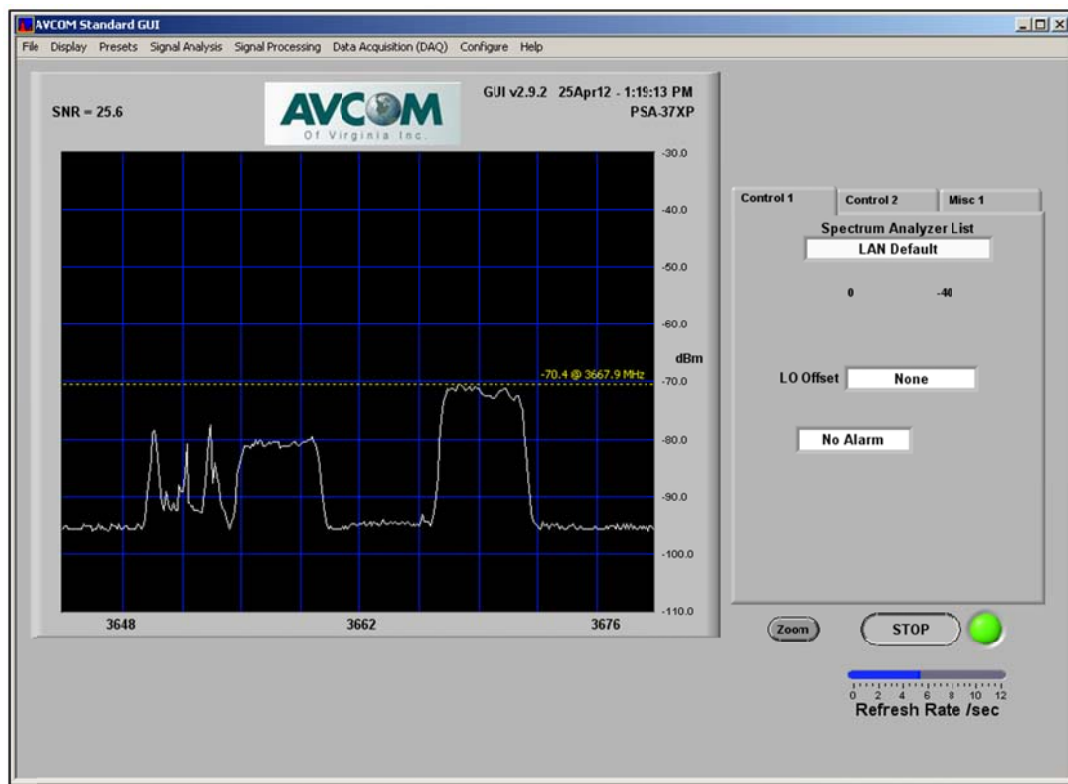 AVCOM Standard GUI
File Display Presets Signal Analysis Signal Processing Data Acquisition (DAQ) Configure Help
SNR = 25.6
AVCOM
Of Virginia Inc.
GUI v2.9.2 25Apr12 - 1:19:13 PM
PSA-37XP
-30.0
-40.0
-50.0
-60.0
dBm
-70.4 @ 3667.9 MHz
-70.0
-80.0
-90.0
-100.0
-110.0
3648 3662 3676
Control 1 Control 2 Misc 1
Spectrum Analyzer List
LAN Default
0 -40
LO Offset None
No Alarm
Zoom STOP
0 2 4 6 8 10 12
Refresh Rate /sec